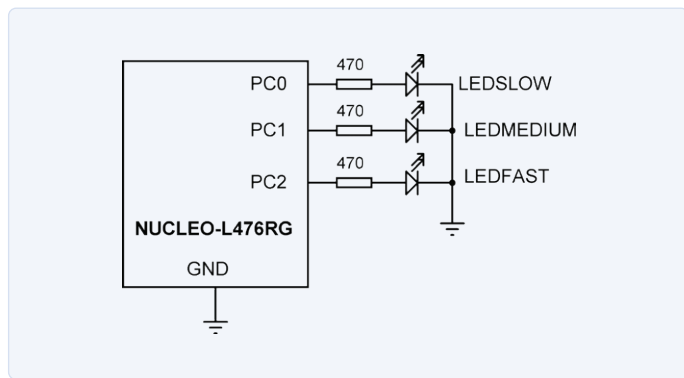 470
PC0
LEDSLOW
470
PC1
LEDMEDIUM
470
PC2
LEDFAST
NUCLEO-L476RG
GND